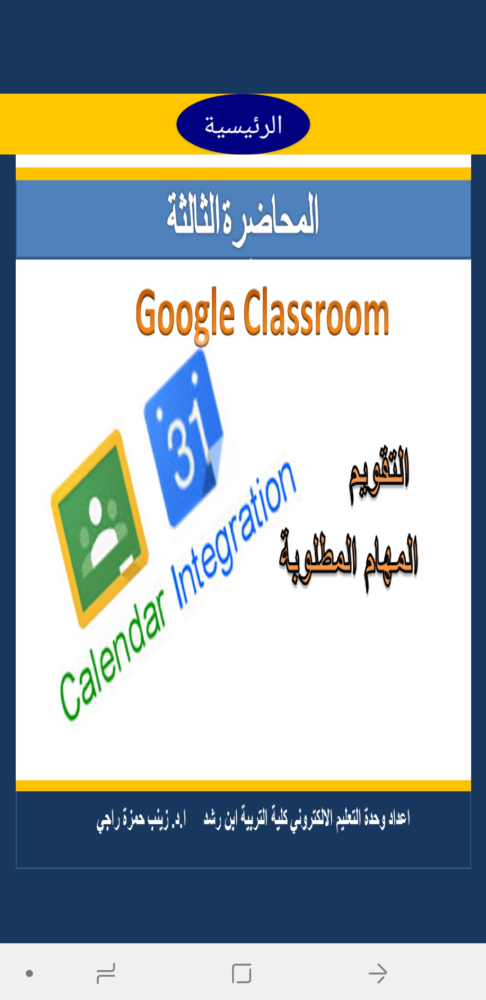 الرئيسية
المحاضرة الثالثة
Google Classroom
31
Calendar Integration
التقويم
المهام المطلوبة
اعداد وحدة التعليم الالكتروني كلية التربية ابن رشد ا.د. زينب حمزة راجي